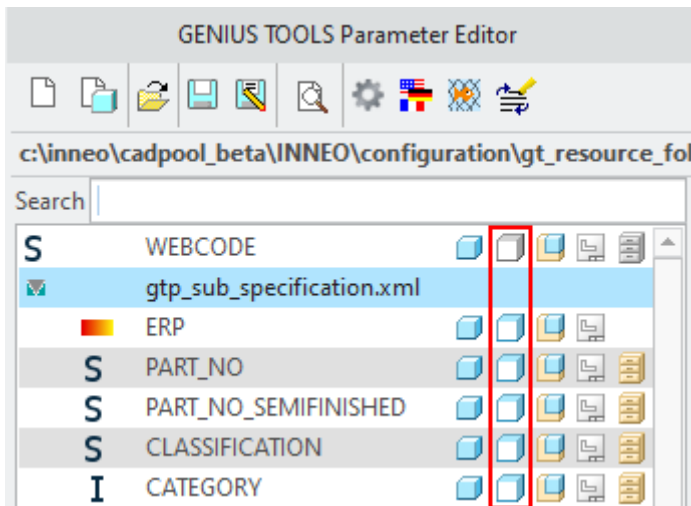 GENIUS TOOLS Parameter Editor
c:\inneo\cadpool_beta\INNEO\configuration\gt_resource_fol
Search
S WEBCODE
gtp_sub_specification.xml
ERP
S PART_NO
S PART_NO_SEMIFINISHED
S CLASSIFICATION
I CATEGORY